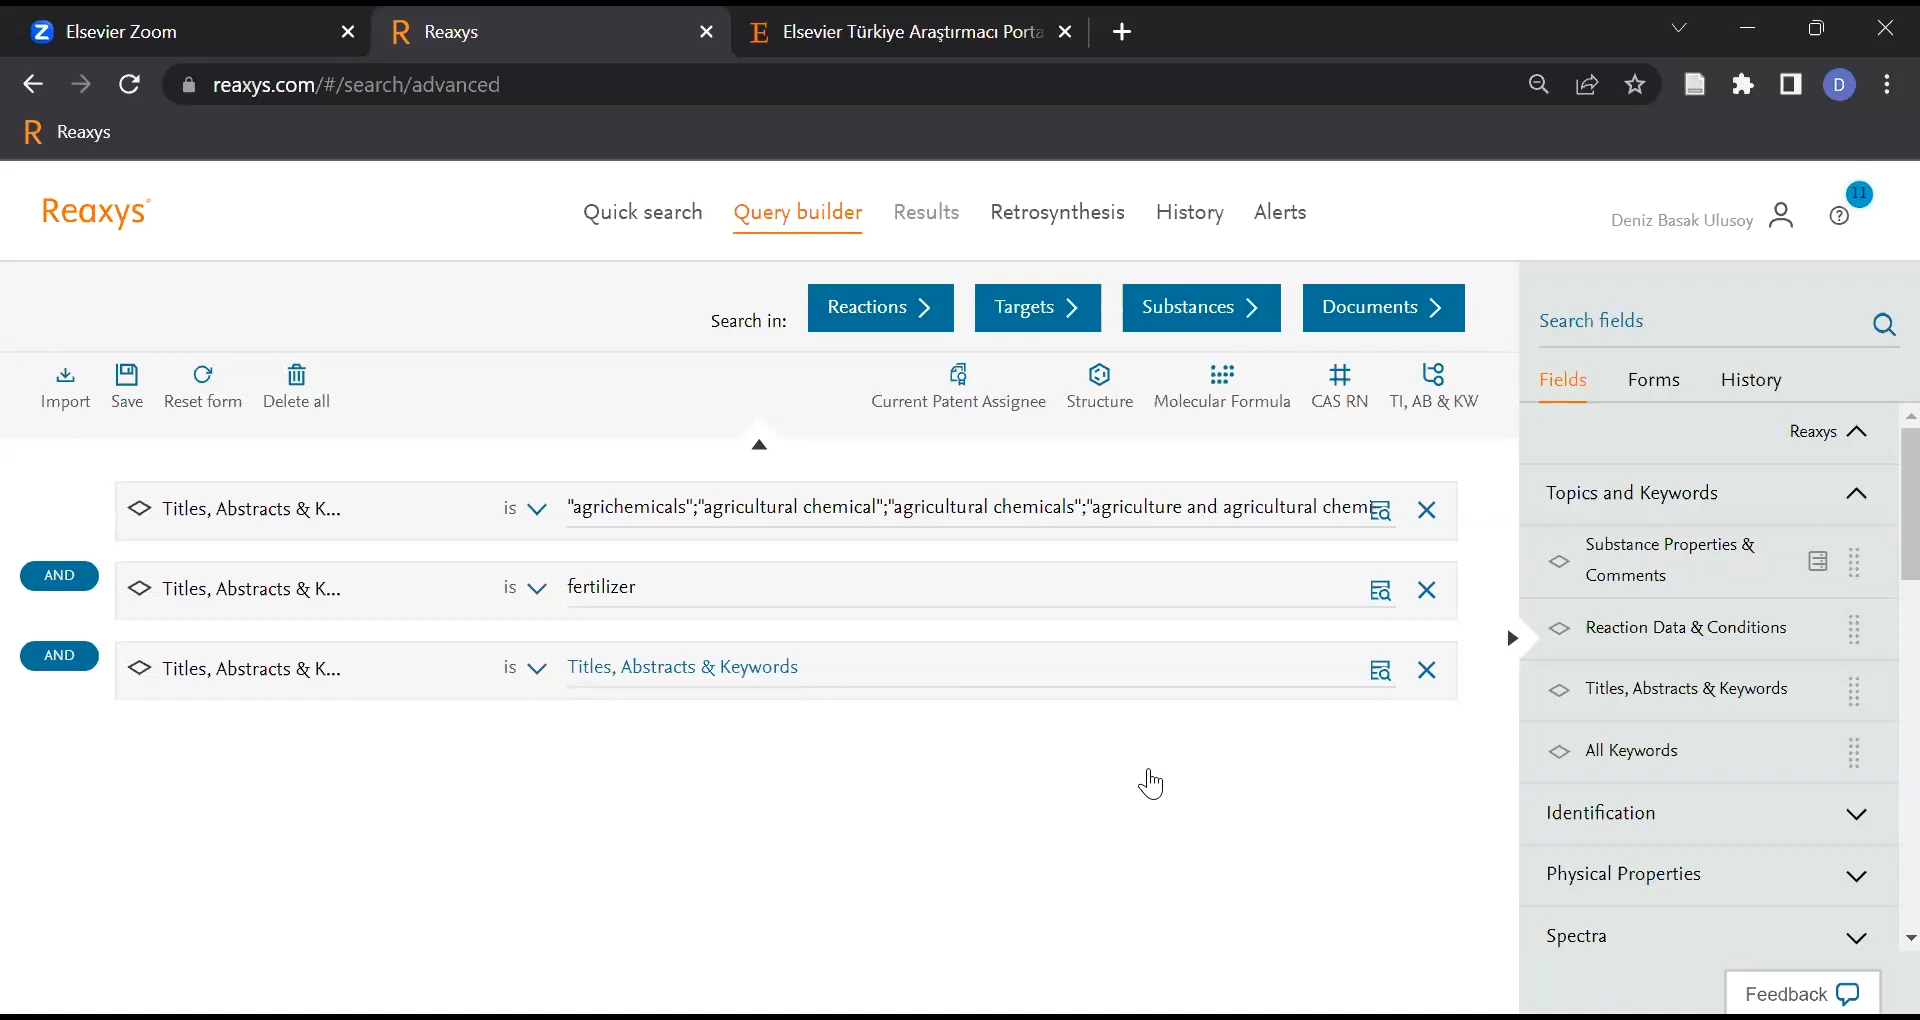 Elsevier Zoom
Reaxys
Elsevier Türkiye Araştırmacı Porta
reaxys.com/#/search/advanced
D
R Reaxys
Reaxys
Quick search
Query builder
Results
Retrosynthesis
History
Alerts
Deniz Basak Ulusoy
11
Search in:
Reactions
Targets
Substances
Documents
Import
Save
Reset form
Delete all
Current Patent Assignee
Structure
Molecular Formula
CAS RN
TI, AB & KW
Titles, Abstracts & K...
is
"agrichemicals";"agricultural chemical";"agricultural chemicals";"agriculture and agricultural chemi
AND
Titles, Abstracts & K...
is
fertilizer
AND
Titles, Abstracts & K...
is
Titles, Abstracts & Keywords
Search fields
Fields
Forms
History
Reaxys
Topics and Keywords
Substance Properties &
Comments
Reaction Data & Conditions
Titles, Abstracts & Keywords
All Keywords
Identification
Physical Properties
Spectra
Feedback